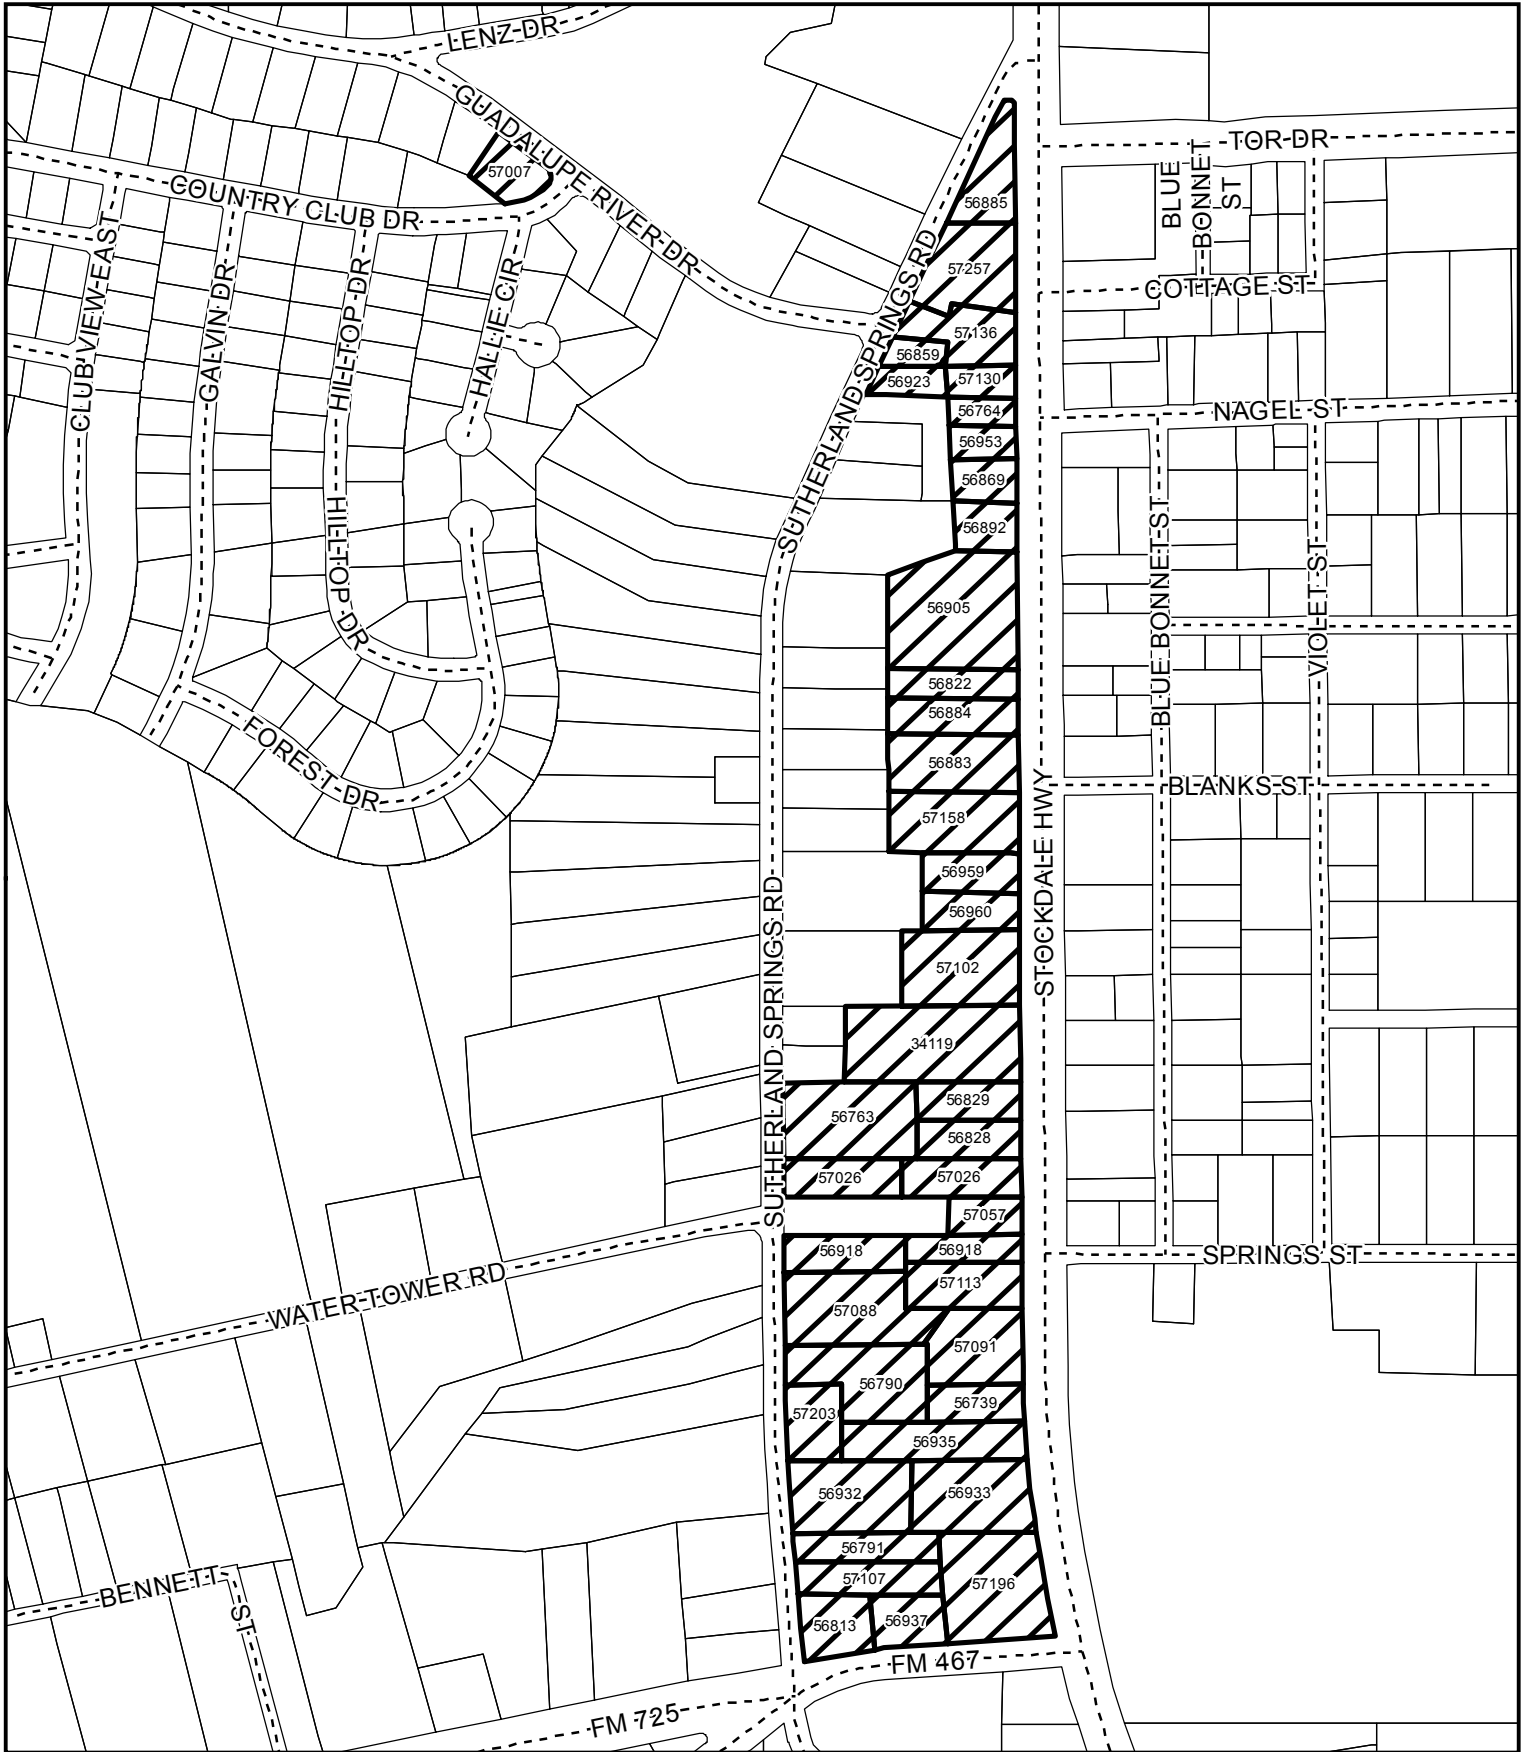 LENZ DR
GUADALUPE RIVER DR
57007
TOR DR
COUNTRY CLUB DR
BLUE
BONNET
ST
56885
CLUB VIEW EAST
GALVIN DR
HILLTOP DR
HALLIE CIR
SUTHERLAND SPRINGS RD
57257
COTTAGE ST
57136
56859
56923
57130
56764
NAGEL ST
56953
56869
56892
HILLTOP DR
BLUE BONNET ST
VIOLET ST
56905
56822
56884
FOREST DR
56883
BLANKS ST
57158
STOCKDALE HWY
56959
56960
SUTHERLAND SPRINGS RD
57102
34119
56829
56763
56828
57026
57026
57057
56918
56918
SPRINGS ST
WATER TOWER RD
57113
57088
57091
56790
57203
56739
56935
56932
56933
56791
57107
57196
BENNETT
ST
56813
56937
FM 467
FM 725